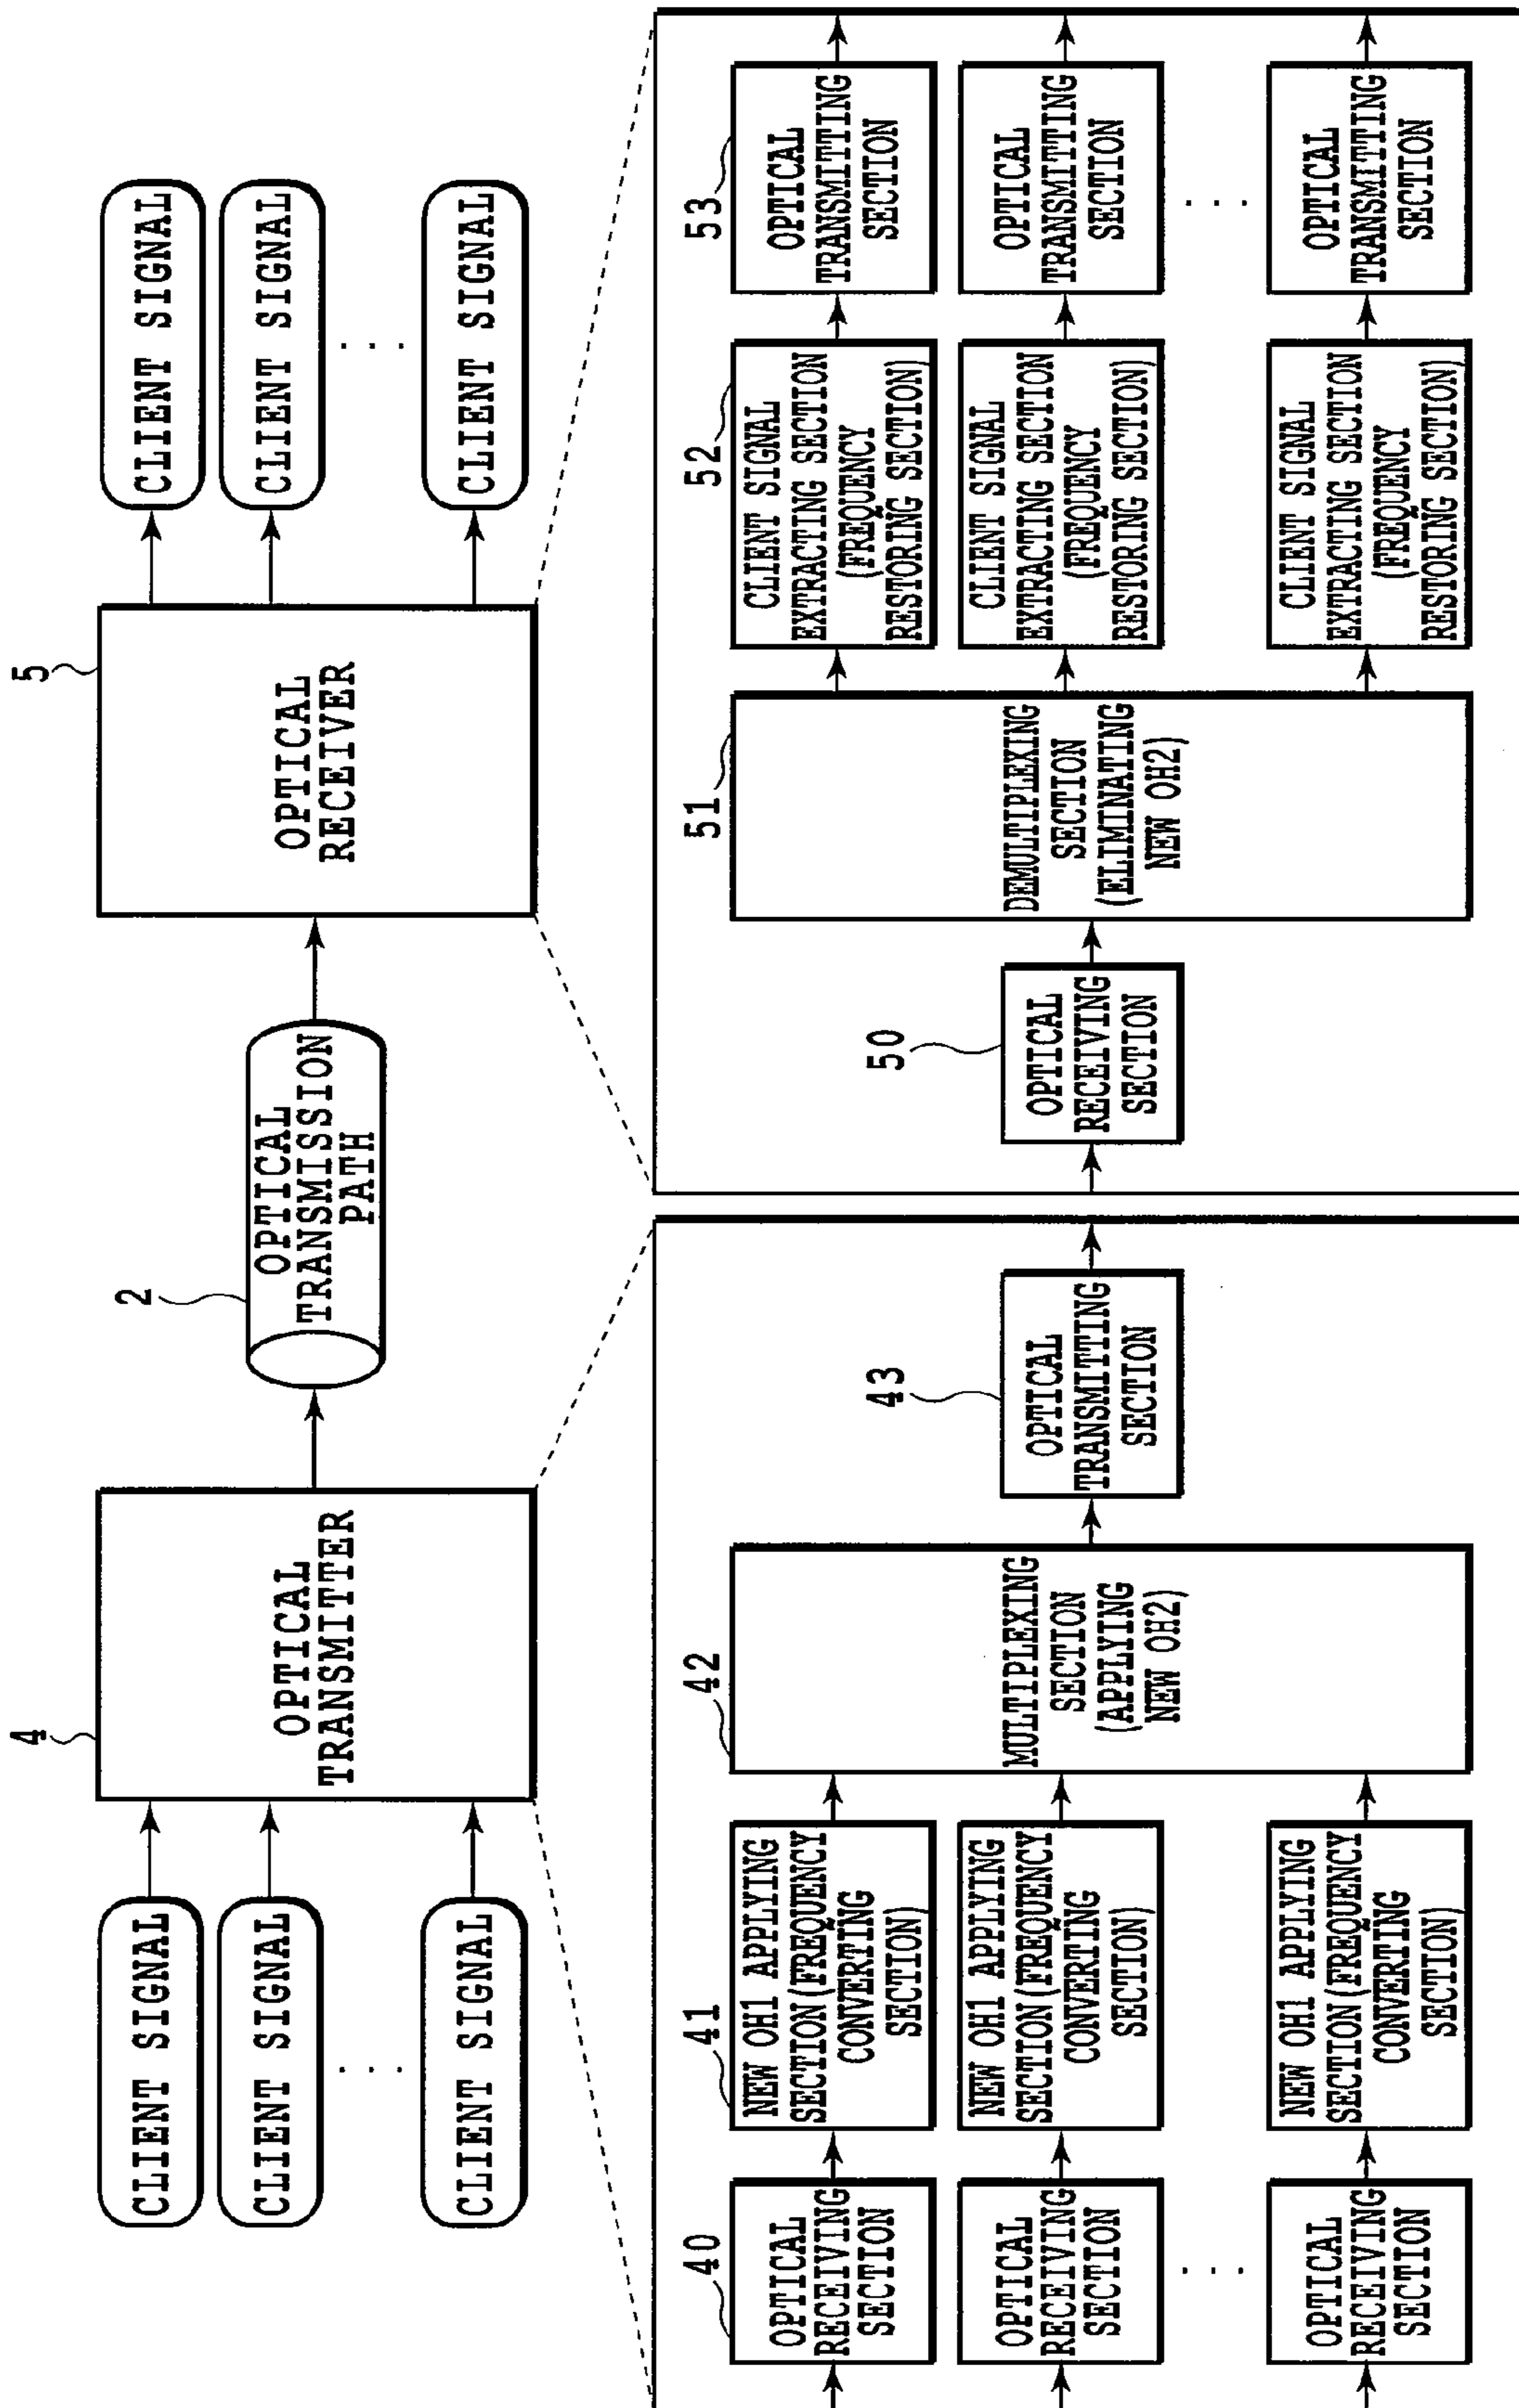 CLIENT SIGNAL
CLIENT SIGNAL
. . .
CLIENT SIGNAL
4
OPTICAL
TRANSMITTER
2
OPTICAL
TRANSMISSION
PATH
5
OPTICAL
RECEIVER
CLIENT SIGNAL
CLIENT SIGNAL
. . .
CLIENT SIGNAL
40
OPTICAL
RECEIVING
SECTION
OPTICAL
RECEIVING
SECTION
. . .
OPTICAL
RECEIVING
SECTION
41
NEW OH1 APPLYING
SECTION(FREQUENCY
CONVERTING
SECTION)
NEW OH1 APPLYING
SECTION(FREQUENCY
CONVERTING
SECTION)
NEW OH1 APPLYING
SECTION(FREQUENCY
CONVERTING
SECTION)
42
MULTIPLEXING
SECTION
(APPLYING
NEW OH2)
43
OPTICAL
TRANSMITTING
SECTION
50
OPTICAL
RECEIVING
SECTION
51
DEMULTIPLEXING
SECTION
(ELIMINATING
NEW OH2)
52
CLIENT SIGNAL
EXTRACTING SECTION
(FREQUENCY
RESTORING SECTION)
CLIENT SIGNAL
EXTRACTING SECTION
(FREQUENCY
RESTORING SECTION)
CLIENT SIGNAL
EXTRACTING SECTION
(FREQUENCY
RESTORING SECTION)
53
OPTICAL
TRANSMITTING
SECTION
OPTICAL
TRANSMITTING
SECTION
. . .
OPTICAL
TRANSMITTING
SECTION